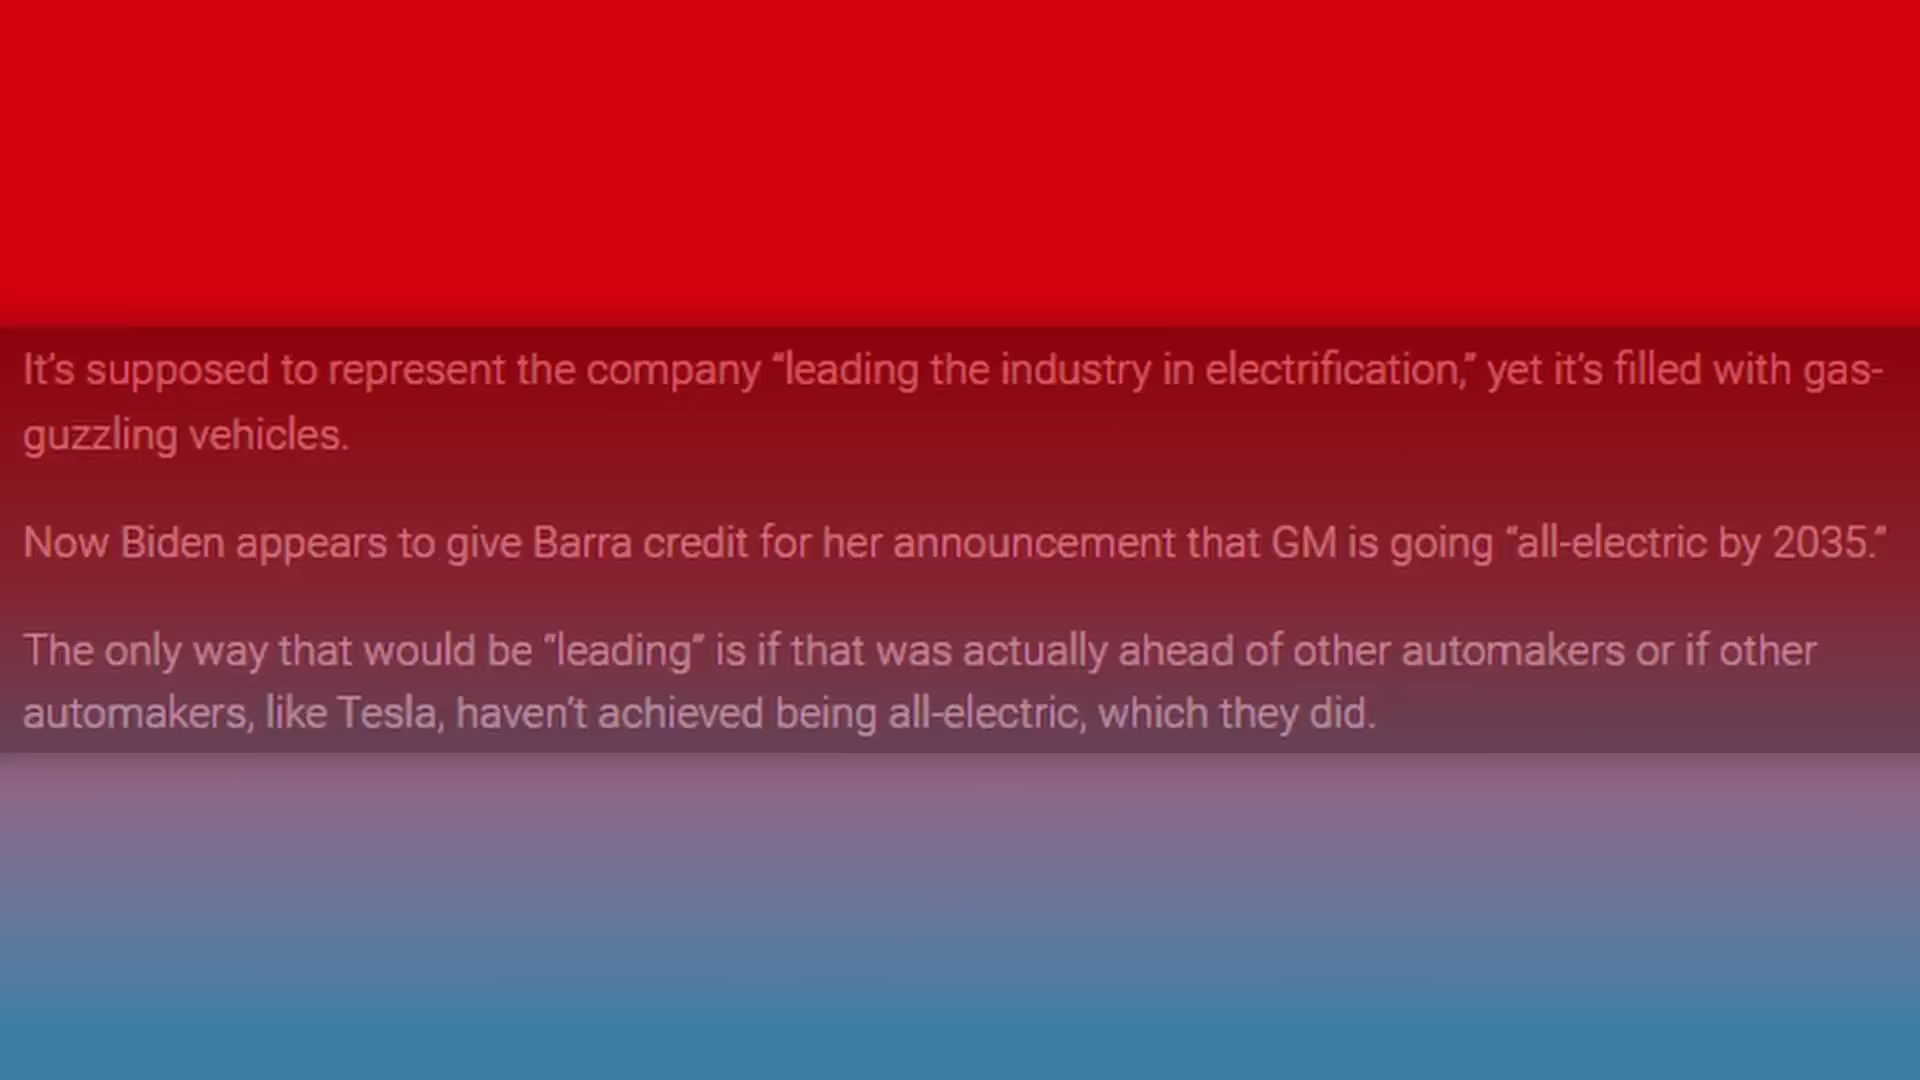 It’s supposed to represent the company “leading the industry in electrification,” yet it’s filled with gas-
guzzling vehicles.
Now Biden appears to give Barra credit for her announcement that GM is going “all-electric by 2035.”
The only way that would be “leading” is if that was actually ahead of other automakers or if other
automakers, like Tesla, haven’t achieved being all-electric, which they did.